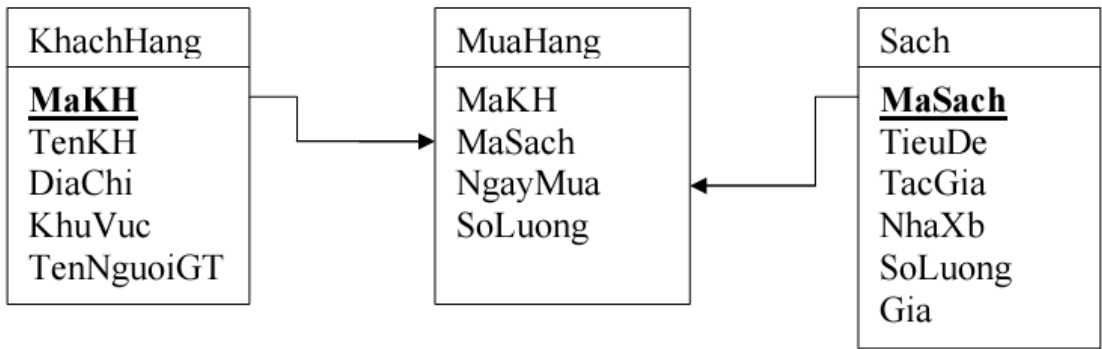 KhachHang
MaKH
TenKH
DiaChi
KhuVuc
TenNguoiGT
MuaHang
MaKH
MaSach
NgayMua
SoLuong
Sach
MaSach
TieuDe
TacGia
NhaXb
SoLuong
Gia